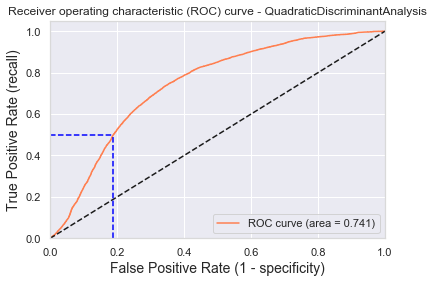 Receiver operating characteristic (ROC) curve - QuadraticDiscriminantAnalysis
True Positive Rate (recall)
1.0
0.8
0.6
0.4
0.2
0.0
ROC curve (area = 0.741)
0.0 0.2 0.4 0.6 0.8 1.0
False Positive Rate (1 - specificity)